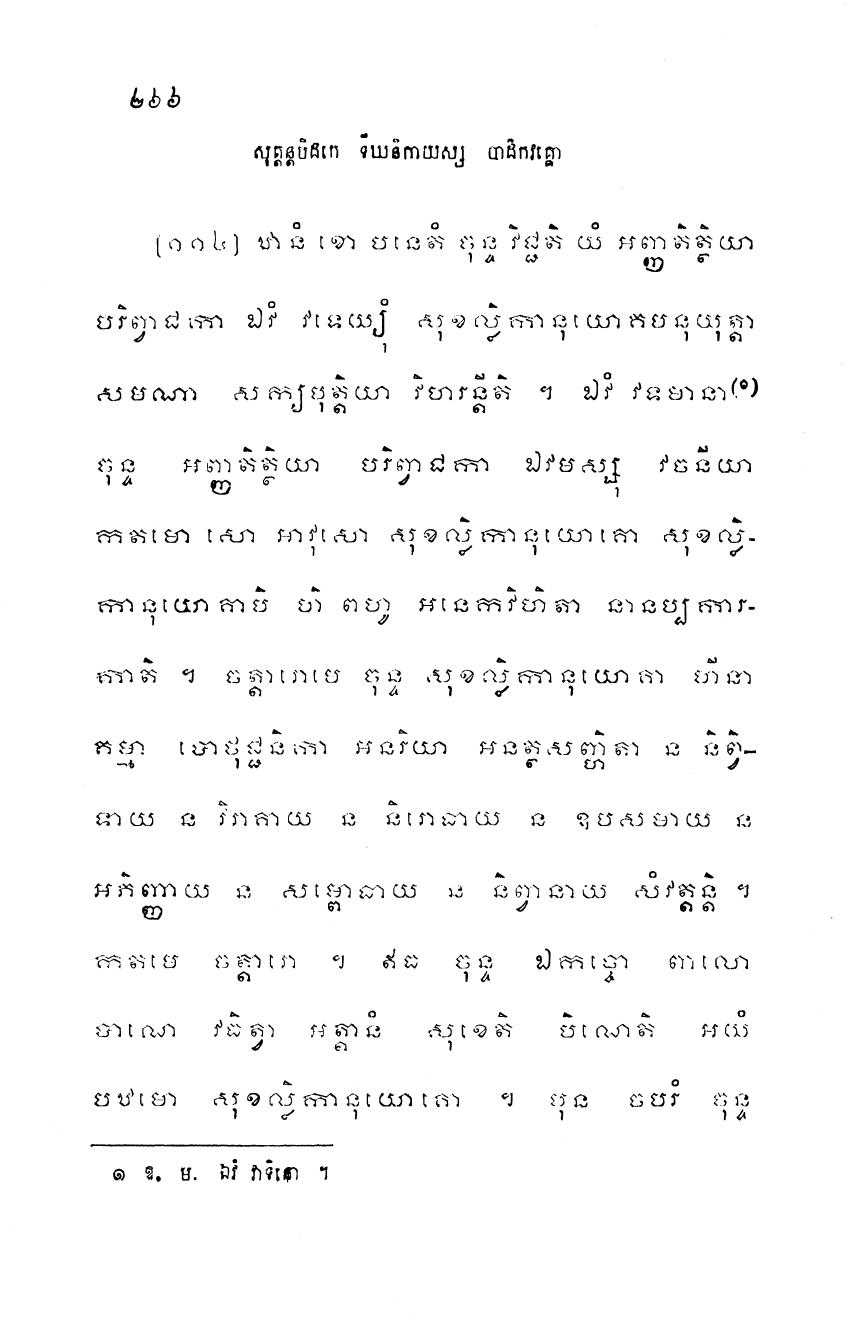 ២៦៦
សុត្តន្តបិដកេ ទីឃនិកាយស្ស បាដិកវគ្គោ
[១១៤] ឋានំ ខោ បនេតំ ចុន្ទ វិជ្ជតិ យំ អញ្ញតិត្ថិយា
បរិព្វាជកា ឯវំ វទេយ្យុំ សុខល្លិកានុយោគមនុយុត្តា
សមណា សក្យបុត្តិយា វិហរន្តីតិ ។ ឯវំ វទមានា(១)
ចុន្ទ អញ្ញតិត្ថិយា បរិព្វាជកា ឯវមស្សុ វចនីយា
កតមោ សោ អាវុសោ សុខល្លិកានុយោគោ សុខល្លិ-
កានុយោគាបិ ហិ ពហូ អនេកវិហិតា នានប្បការ-
កាតិ ។ ចត្តារោមេ ចុន្ទ សុខល្លិកានុយោគា ហីនា
គម្មា បោថុជ្ជនិកា អនរិយា អនត្ថសញ្ហិតា ន និព្វិ-
ទាយ ន វិរាគាយ ន និរោធាយ ន ឧបសមាយ ន
អភិញ្ញាយ ន សម្ពោធាយ ន និព្វានាយ សំវត្តន្តិ ។
កតមេ ចត្តារោ ។ ឥធ ចុន្ទ ឯកច្ចោ ពាលោ
បាណេ វធិត្វា អត្តានំ សុខេតិ បិណេតិ អយំ
បឋមោ សុខល្លិកានុយោគោ ។ បុន ចបរំ ចុន្ទ
១ ឱ. ម. ឯវំ វាទិនោ ។